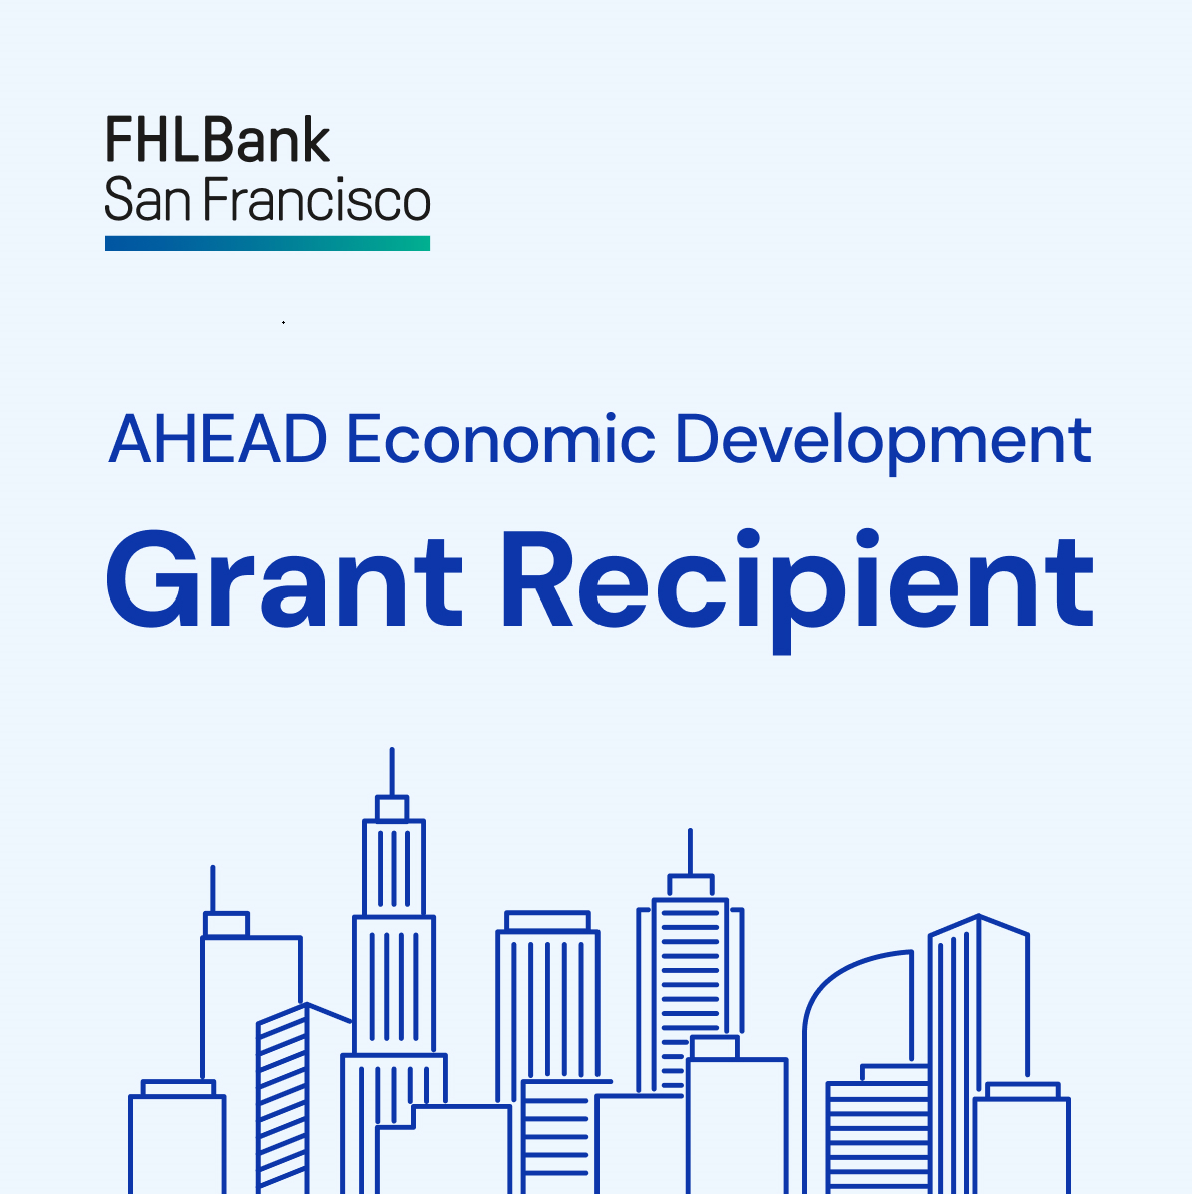 FHLBank
San Francisco
AHEAD Economic Development
Grant Recipient